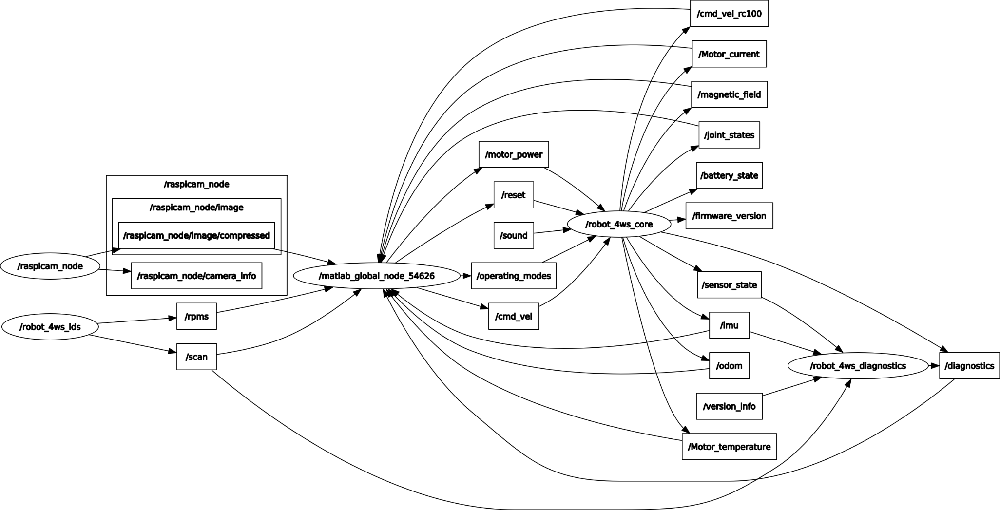 /cmd_vel_rc100
/Motor_current
/magnetic_field
/joint_states
/motor_power
/battery_state
/raspicam_node
/reset
/raspicam_node/image
/firmware_version
/robot_4ws_core
/raspicam_node/image/compressed
/sound
/raspicam_node
/raspicam_node/camera_info
/matlab_global_node_54626
/operating_modes
/sensor_state
/rpms
/cmd_vel
/imu
/robot_4ws_lds
/scan
/odom
/robot_4ws_diagnostics
/diagnostics
/version_info
/Motor_temperature